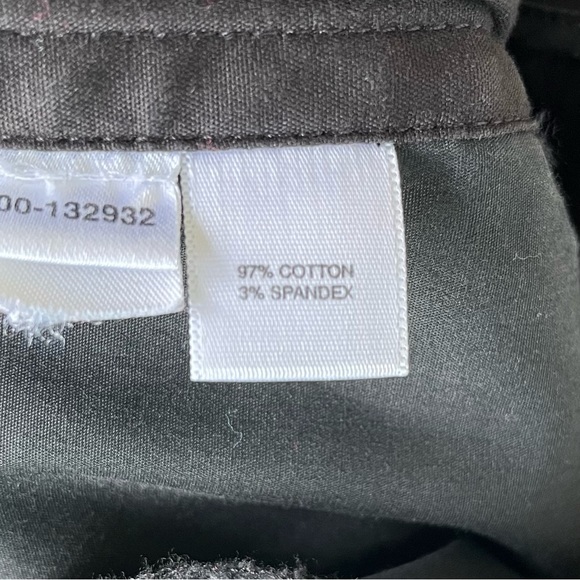 00-132932
97% COTTON
3% SPANDEX